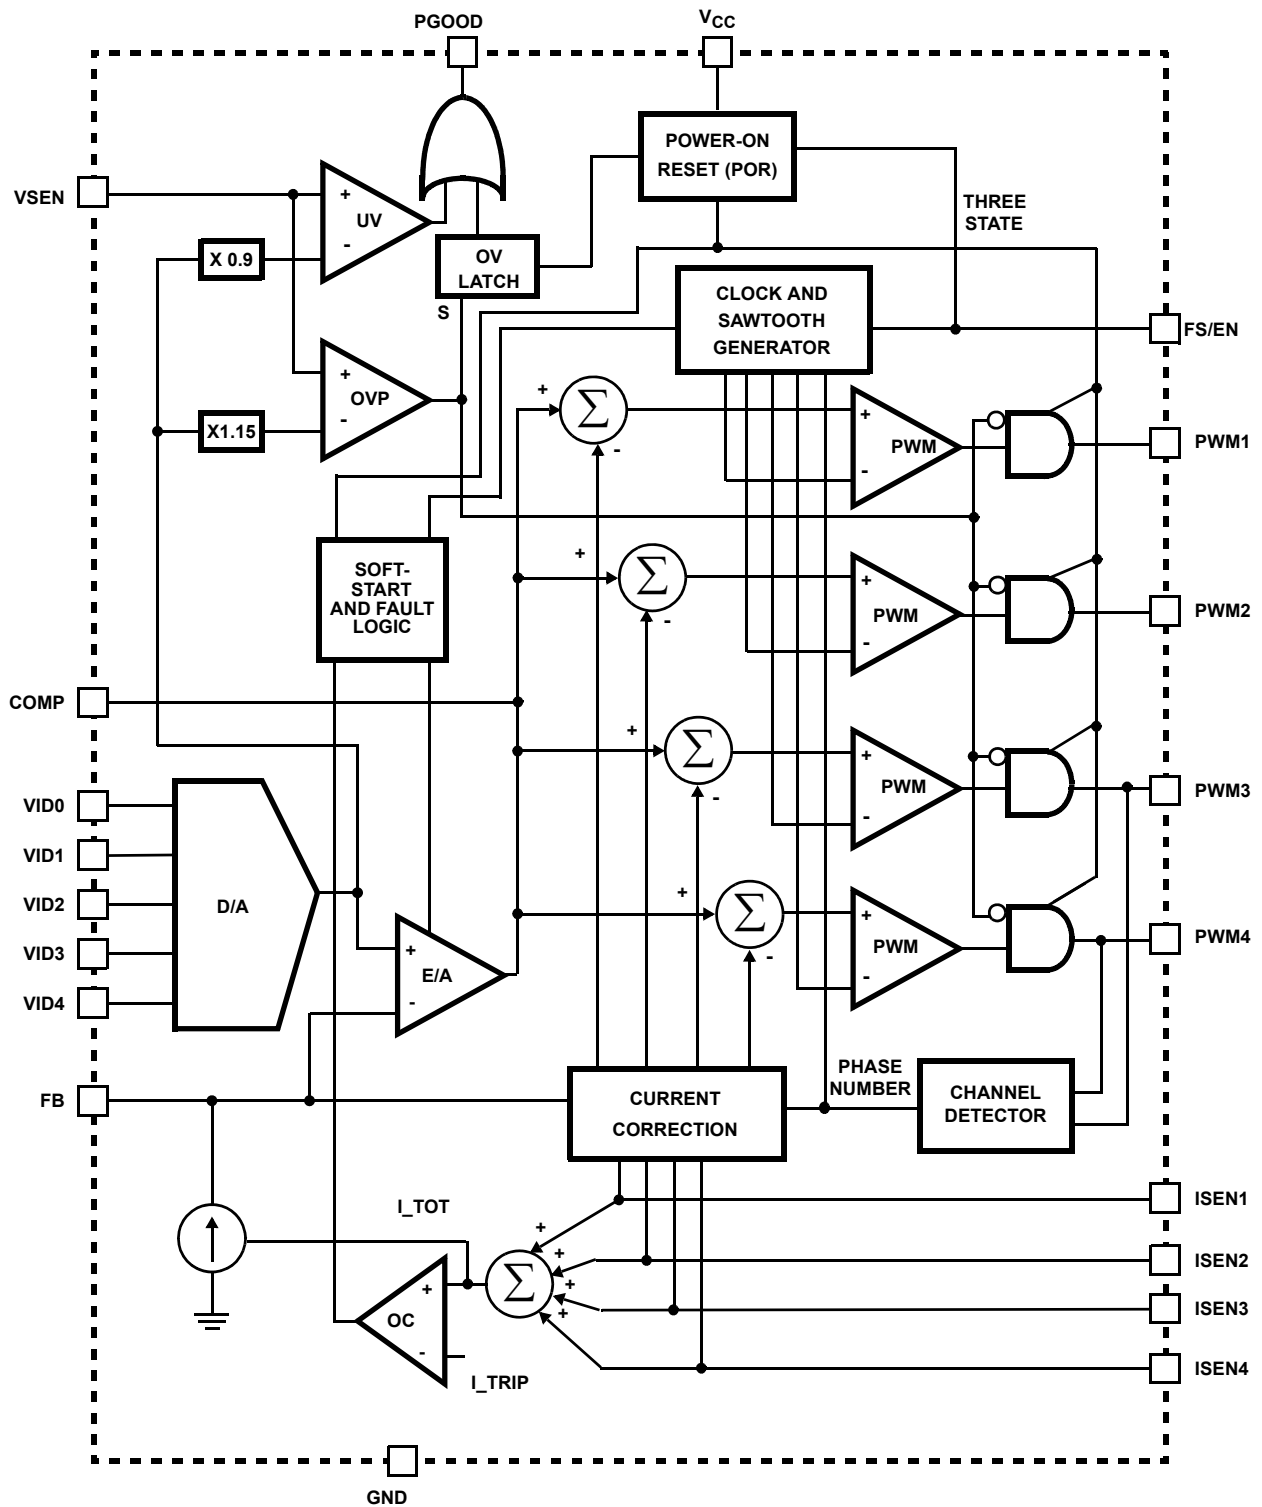 PGOOD
VCC
POWER-ON
RESET (POR)
VSEN
+
UV
-
THREE
STATE
X 0.9
OV
LATCH
S
CLOCK AND
SAWTOOTH
GENERATOR
FS/EN
+
OVP
-
X1.15
+
Σ
-
+
PWM
-
PWM1
SOFT-
START
AND FAULT
LOGIC
+
Σ
-
+
PWM
-
PWM2
COMP
+
Σ
-
+
PWM
-
PWM3
VID0
VID1
VID2
VID3
VID4
D/A
+
E/A
-
+
Σ
-
+
PWM
-
PWM4
FB
CURRENT
CORRECTION
PHASE
NUMBER
CHANNEL
DETECTOR
I_TOT
+
+
+
+
Σ
ISEN1
ISEN2
ISEN3
ISEN4
+
OC
-
I_TRIP
GND